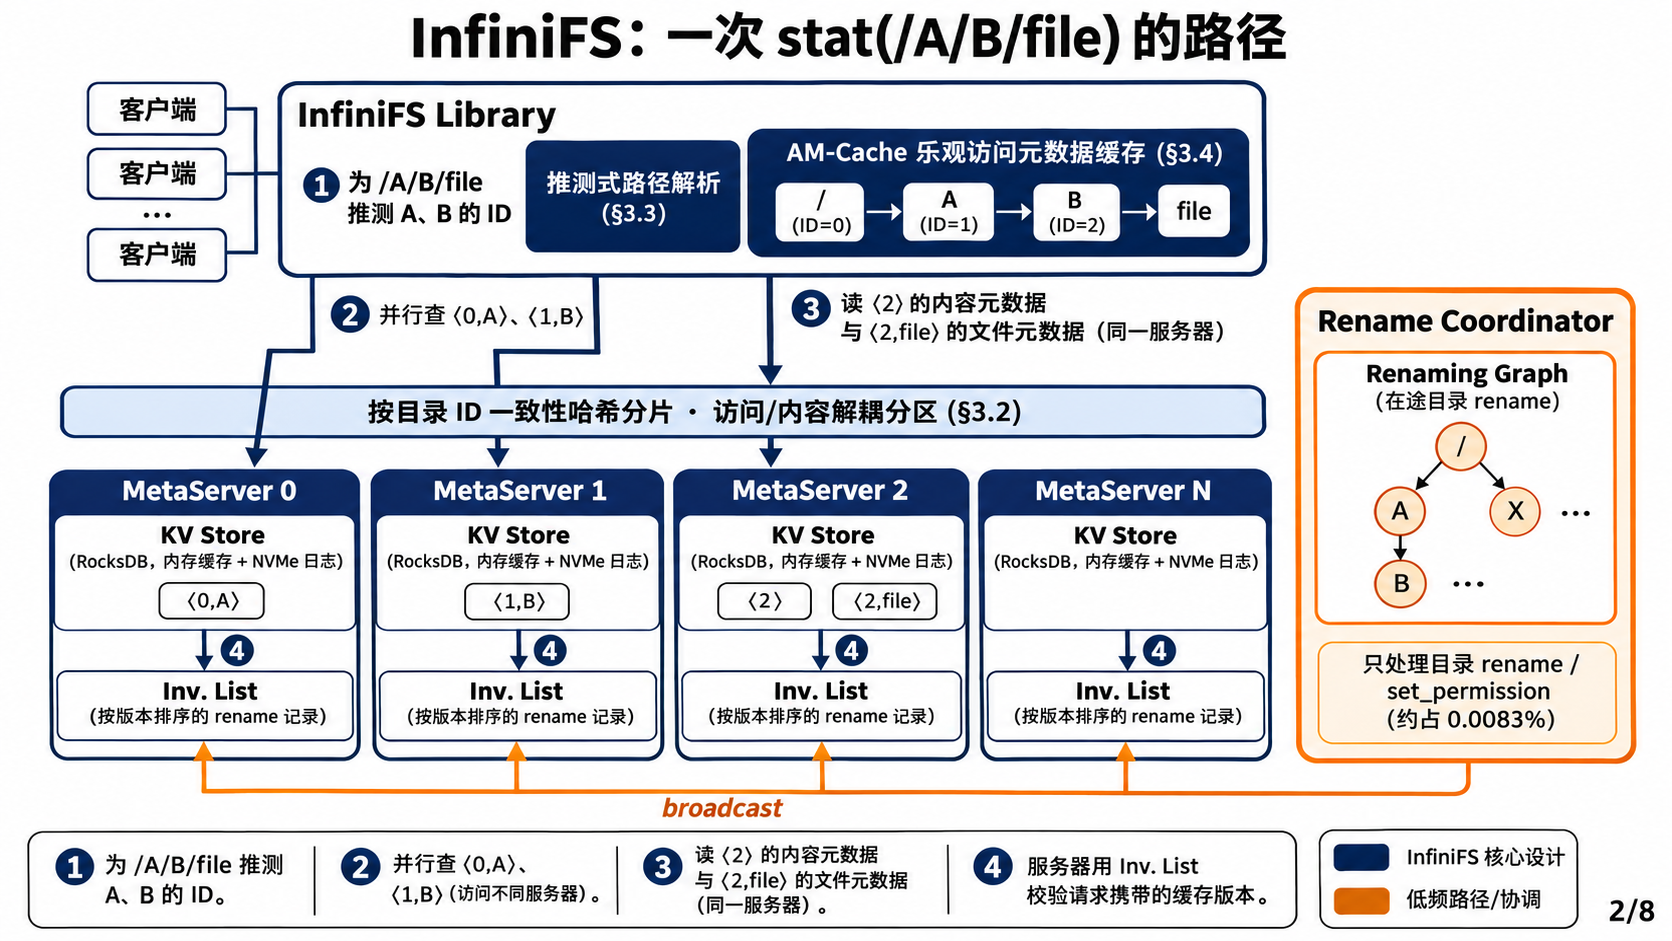 InfiniFS：一次 stat(/A/B/file) 的路径
客户端
客户端
...
客户端
InfiniFS Library
1 为 /A/B/file
推测 A、B 的 ID
推测式路径解析
(§3.3)
AM-Cache 乐观访问元数据缓存 (§3.4)
/
(ID=0)
A
(ID=1)
B
(ID=2)
file
2 并行查〈0,A〉、〈1,B〉
3 读〈2〉的内容元数据
与〈2,file〉的文件元数据（同一服务器）
按目录 ID 一致性哈希分片 · 访问/内容解耦分区 (§3.2)
MetaServer 0
KV Store
(RocksDB，内存缓存 + NVMe 日志)
〈0,A〉
4
Inv. List
(按版本排序的 rename 记录)
MetaServer 1
KV Store
(RocksDB，内存缓存 + NVMe 日志)
〈1,B〉
4
Inv. List
(按版本排序的 rename 记录)
MetaServer 2
KV Store
(RocksDB，内存缓存 + NVMe 日志)
〈2〉
〈2,file〉
4
Inv. List
(按版本排序的 rename 记录)
MetaServer N
KV Store
(RocksDB，内存缓存 + NVMe 日志)
4
Inv. List
(按版本排序的 rename 记录)
Rename Coordinator
Renaming Graph
(在途目录 rename)
/
A
X
...
B
...
只处理目录 rename /
set_permission
(约占 0.0083%)
broadcast
1 为 /A/B/file 推测
A、B 的 ID。
2 并行查〈0,A〉、
〈1,B〉(访问不同服务器) 。
3 读〈2〉的内容元数据
与〈2,file〉的文件元数据
(同一服务器) 。
4 服务器用 Inv. List
校验请求携带的缓存版本。
InfiniFS 核心设计
低频路径/协调
2/8